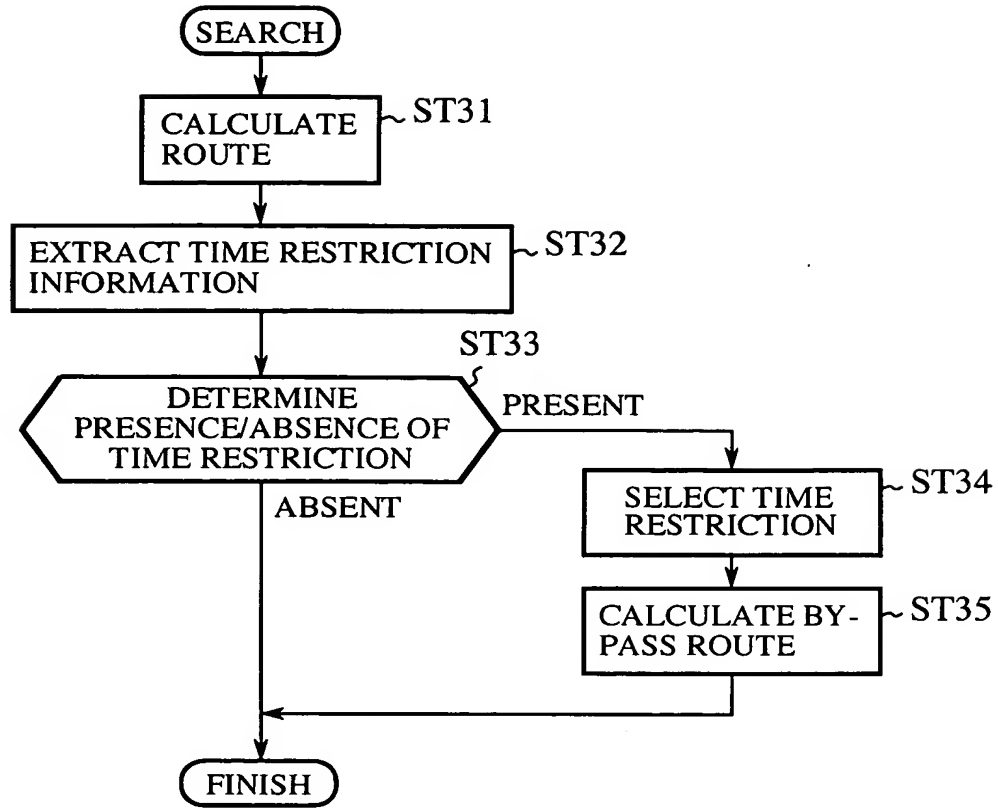 SEARCH
CALCULATE
ROUTE
ST31
EXTRACT TIME RESTRICTION
INFORMATION
ST32
ST33
DETERMINE
PRESENCE/ABSENCE OF
TIME RESTRICTION
PRESENT
ABSENT
SELECT TIME
RESTRICTION
ST34
CALCULATE BY-
PASS ROUTE
ST35
FINISH